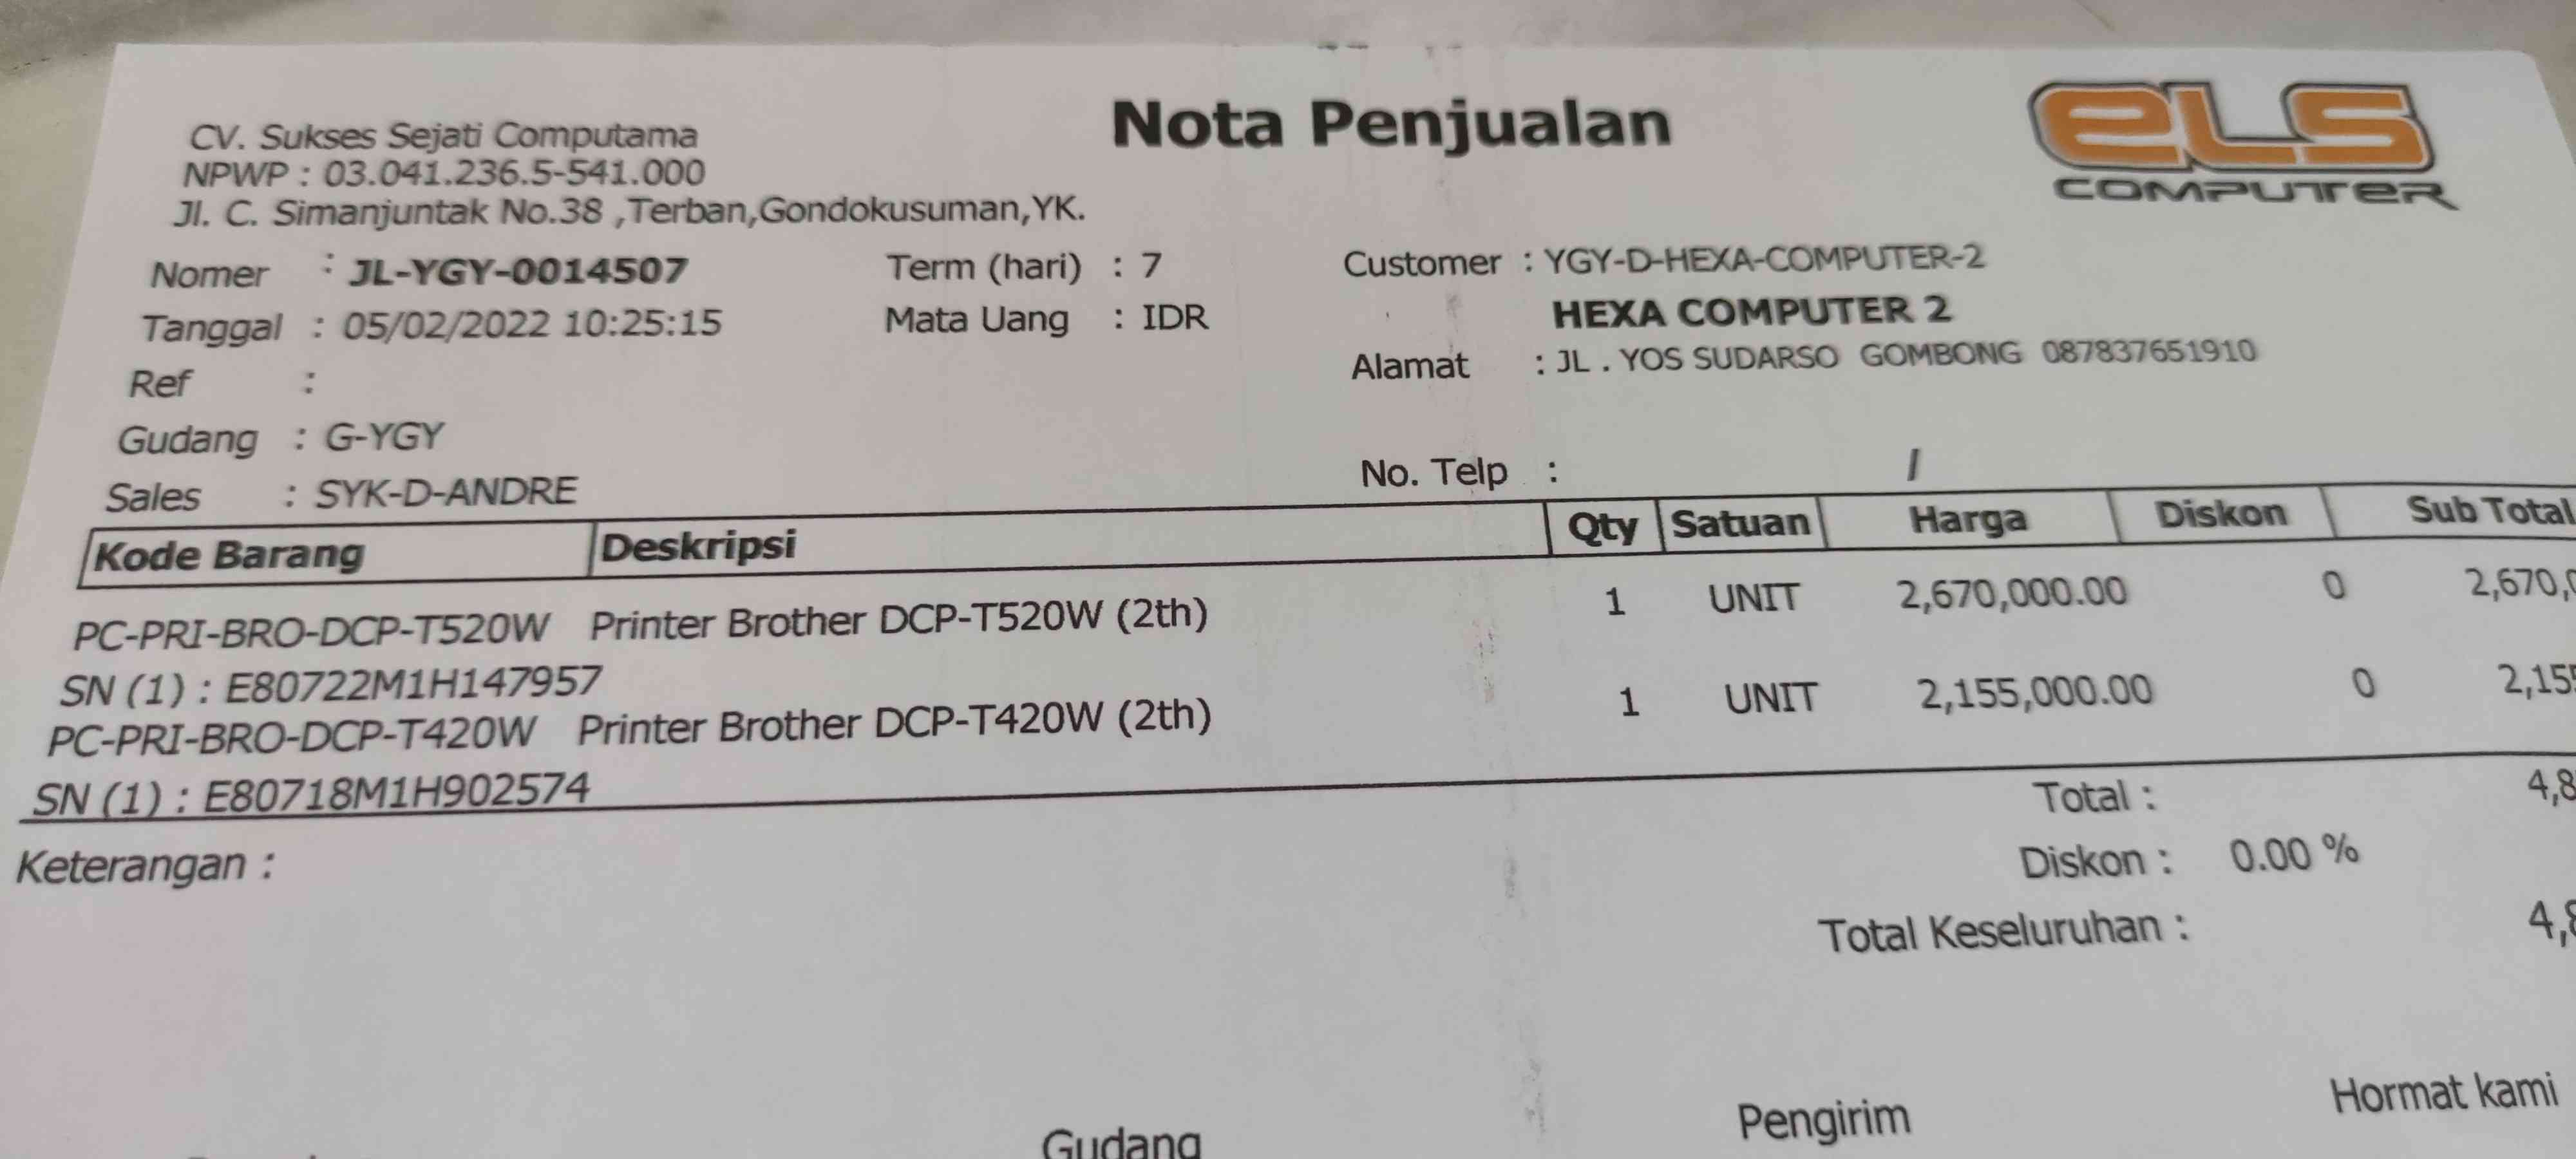 Nota Penjualan
eLs
COMPUTER
CV. Sukses Sejati Computama
NPWP : 03.041.236.5-541.000
Jl. C. Simanjuntak No.38 ,Terban,Gondokusuman,YK.
Nomer : JL-YGY-0014507
Tanggal : 05/02/2022 10:25:15
Ref :
Gudang : G-YGY
Sales : SYK-D-ANDRE
Term (hari) : 7
Mata Uang : IDR
Customer : YGY-D-HEXA-COMPUTER-2
HEXA COMPUTER 2
Alamat : JL . YOS SUDARSO GOMBONG 087837651910
No. Telp : /
Kode Barang Deskripsi Qty Satuan Harga Diskon Sub Total
PC-PRI-BRO-DCP-T520W Printer Brother DCP-T520W (2th) 1 UNIT 2,670,000.00 0 2,670,
SN (1) : E80722M1H147957
PC-PRI-BRO-DCP-T420W Printer Brother DCP-T420W (2th) 1 UNIT 2,155,000.00 0 2,15
SN (1) : E80718M1H902574
Total : 4,8
Diskon : 0.00 %
Total Keseluruhan : 4,8
Keterangan :
Gudang Pengirim Hormat kami